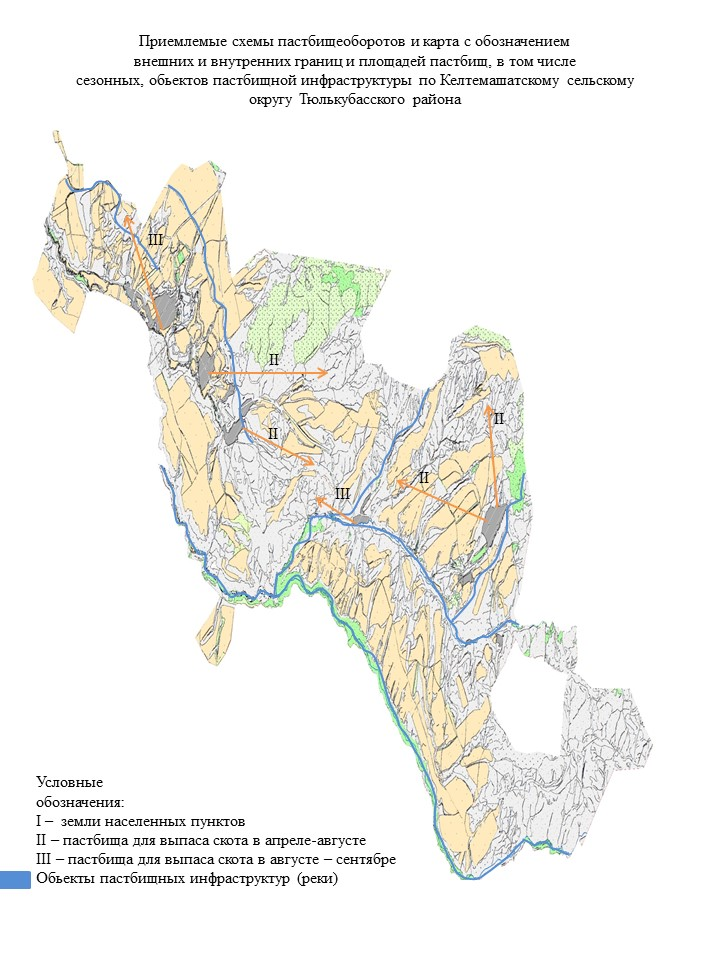 Приемлемые схемы пастбищеоборотов и карта с обозначением
внешних и внутренних границ и площадей пастбищ, в том числе
сезонных, обьектов пастбищной инфраструктуры по Келтемашатскому сельскому
округу Тюлькубасского района
III
II
II
II
II
III
Условные
обозначения:
I – земли населенных пунктов
II – пастбища для выпаса скота в апреле-августе
III – пастбища для выпаса скота в августе – сентябре
Обьекты пастбищных инфраструктур (реки)